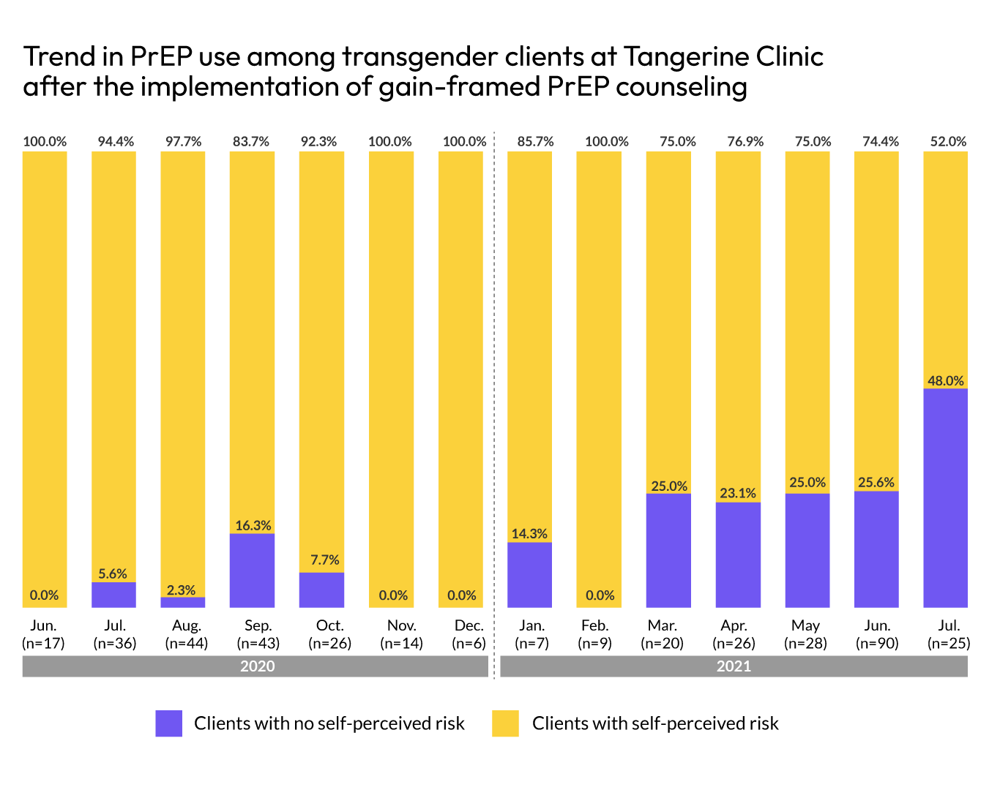 Trend in PrEP use among transgender clients at Tangerine Clinic
after the implementation of gain-framed PrEP counseling
100.0% 94.4% 97.7% 83.7% 92.3% 100.0% 100.0% 85.7% 100.0% 75.0% 76.9% 75.0% 74.4% 52.0%
0.0% 5.6% 2.3% 16.3% 7.7% 0.0% 0.0% 14.3% 0.0% 25.0% 23.1% 25.0% 25.6% 48.0%
Jun. Jul. Aug. Sep. Oct. Nov. Dec. Jan. Feb. Mar. Apr. May Jun. Jul.
(n=17) (n=36) (n=44) (n=43) (n=26) (n=14) (n=6) (n=7) (n=9) (n=20) (n=26) (n=28) (n=90) (n=25)
2020 2021
Clients with no self-perceived risk Clients with self-perceived risk